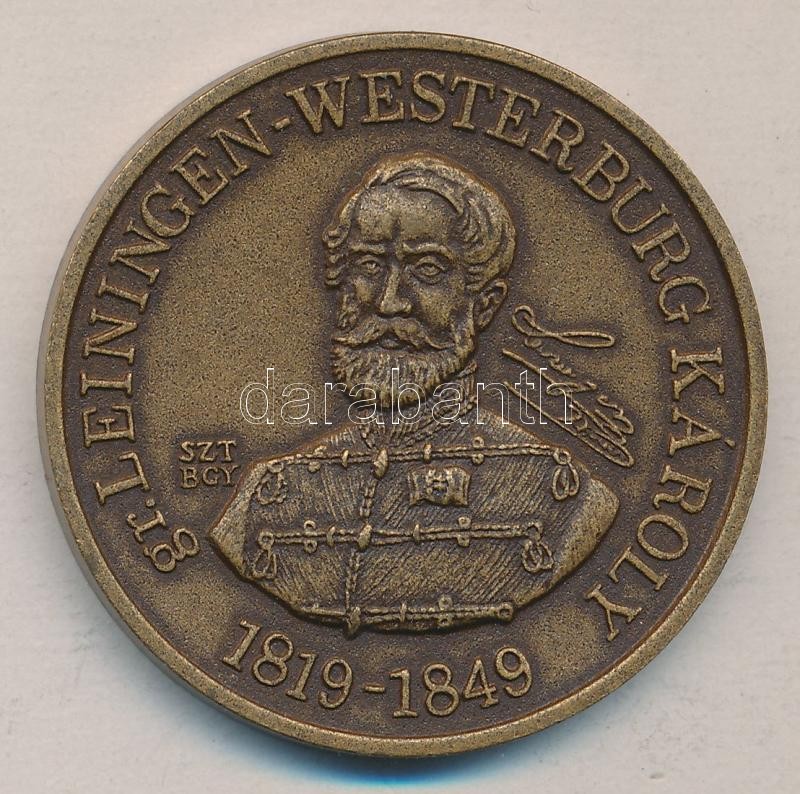 gr. LEININGEN-WESTERBURG KÁROLY
SZT
BGY
darabanth
1819-1849